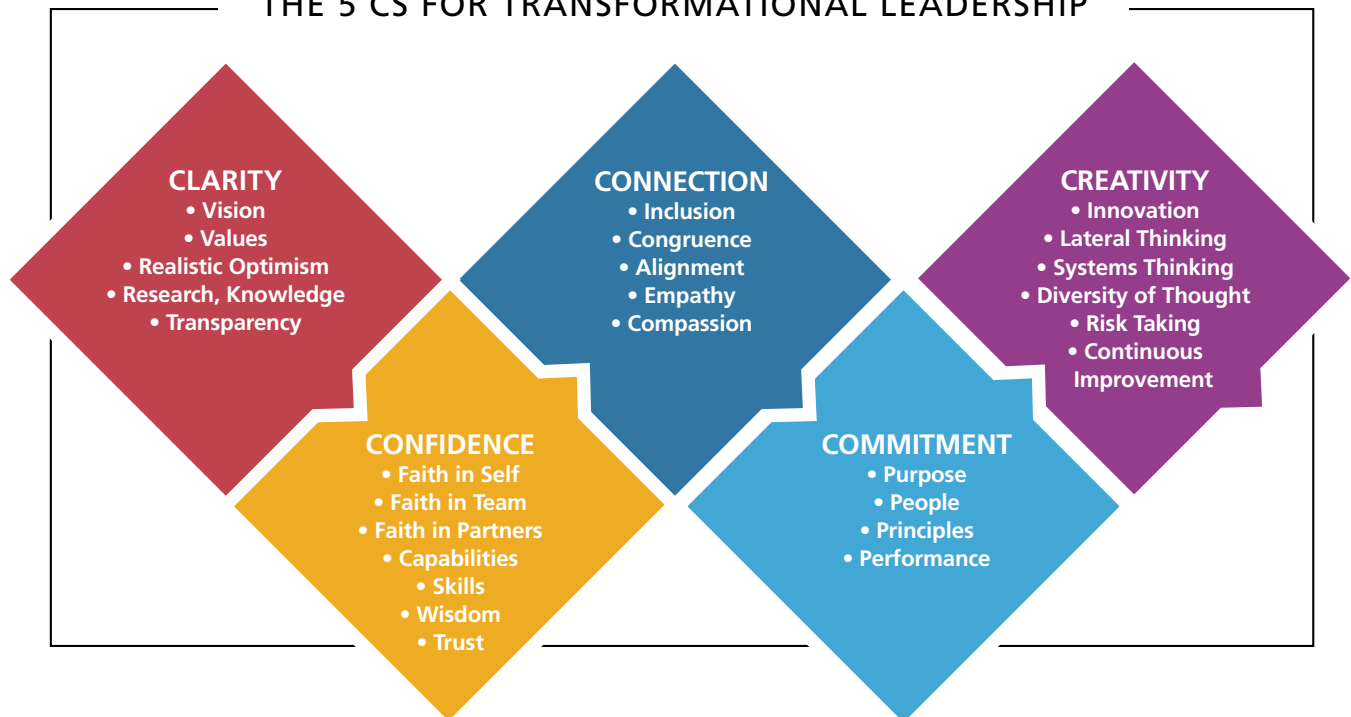 THE 5 CS FOR TRANSFORMATIONAL LEADERSHIP
CLARITY
• Vision
• Values
• Realistic Optimism
• Research, Knowledge
• Transparency
CONFIDENCE
• Faith in Self
• Faith in Team
• Faith in Partners
• Capabilities
• Skills
• Wisdom
• Trust
CONNECTION
• Inclusion
• Congruence
• Alignment
• Empathy
• Compassion
COMMITMENT
• Purpose
• People
• Principles
• Performance
CREATIVITY
• Innovation
• Lateral Thinking
• Systems Thinking
• Diversity of Thought
• Risk Taking
• Continuous
Improvement